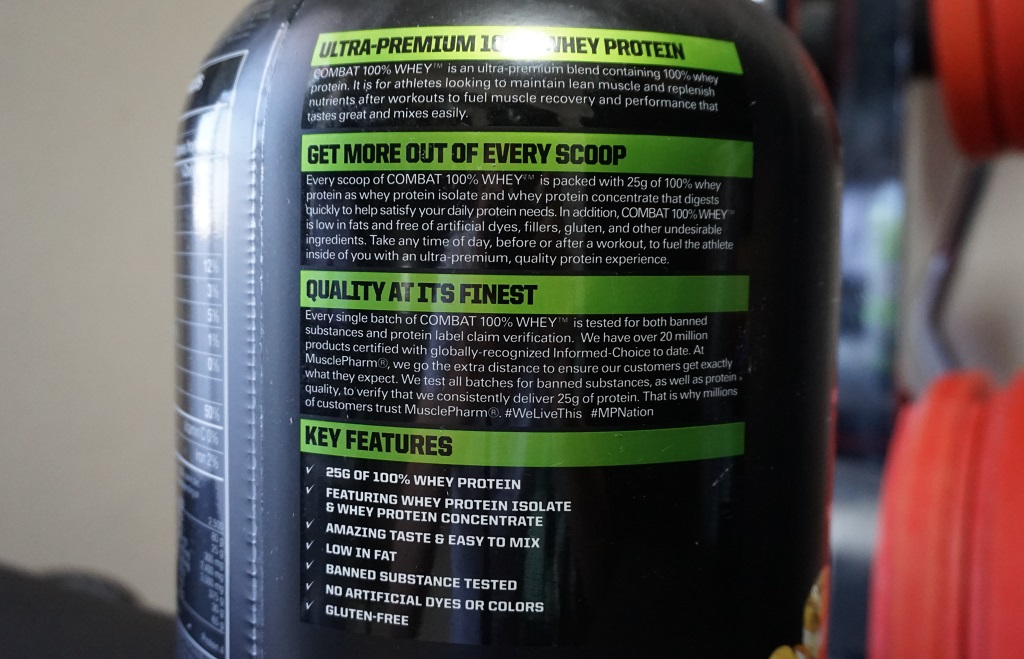 ULTRA-PREMIUM 10 WHEY PROTEIN
COMBAT 100% WHEY™ is an ultra-premium blend containing 100% whey
protein. It is for athletes looking to maintain lean muscle and replenish
nutrients after workouts to fuel muscle recovery and performance that
tastes great and mixes easily.
GET MORE OUT OF EVERY SCOOP
Every scoop of COMBAT 100% WHEY™ is packed with 25g of 100% whey
protein as whey protein isolate and whey protein concentrate that digests
quickly to help satisfy your daily protein needs. In addition, COMBAT 100% WHEY™
is low in fats and free of artificial dyes, fillers, gluten, and other undesirable
ingredients. Take any time of day, before or after a workout, to fuel the athlete
inside of you with an ultra-premium, quality protein experience.
QUALITY AT ITS FINEST
Every single batch of COMBAT 100% WHEY™ is tested for both banned
substances and protein label claim verification. We have over 20 million
products certified with globally-recognized Informed-Choice to date. At
MusclePharm®, we go the extra distance to ensure our customers get exactly
what they expect. We test all batches for banned substances, as well as protein
quality, to verify that we consistently deliver 25g of protein. That is why millions
of customers trust MusclePharm®. #WeLiveThis #MPNation
KEY FEATURES
✓ 25G OF 100% WHEY PROTEIN
✓ FEATURING WHEY PROTEIN ISOLATE
& WHEY PROTEIN CONCENTRATE
✓ AMAZING TASTE & EASY TO MIX
✓ LOW IN FAT
✓ BANNED SUBSTANCE TESTED
✓ NO ARTIFICIAL DYES OR COLORS
✓ GLUTEN-FREE
12%
3%
5%
1%
0%
50%